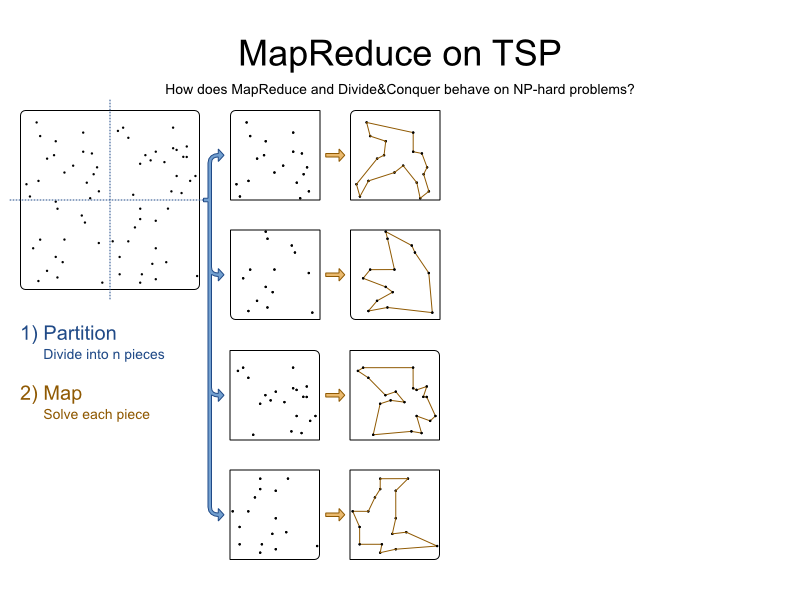 MapReduce on TSP
How does MapReduce and Divide&Conquer behave on NP-hard problems?
1) Partition
Divide into n pieces
2) Map
Solve each piece